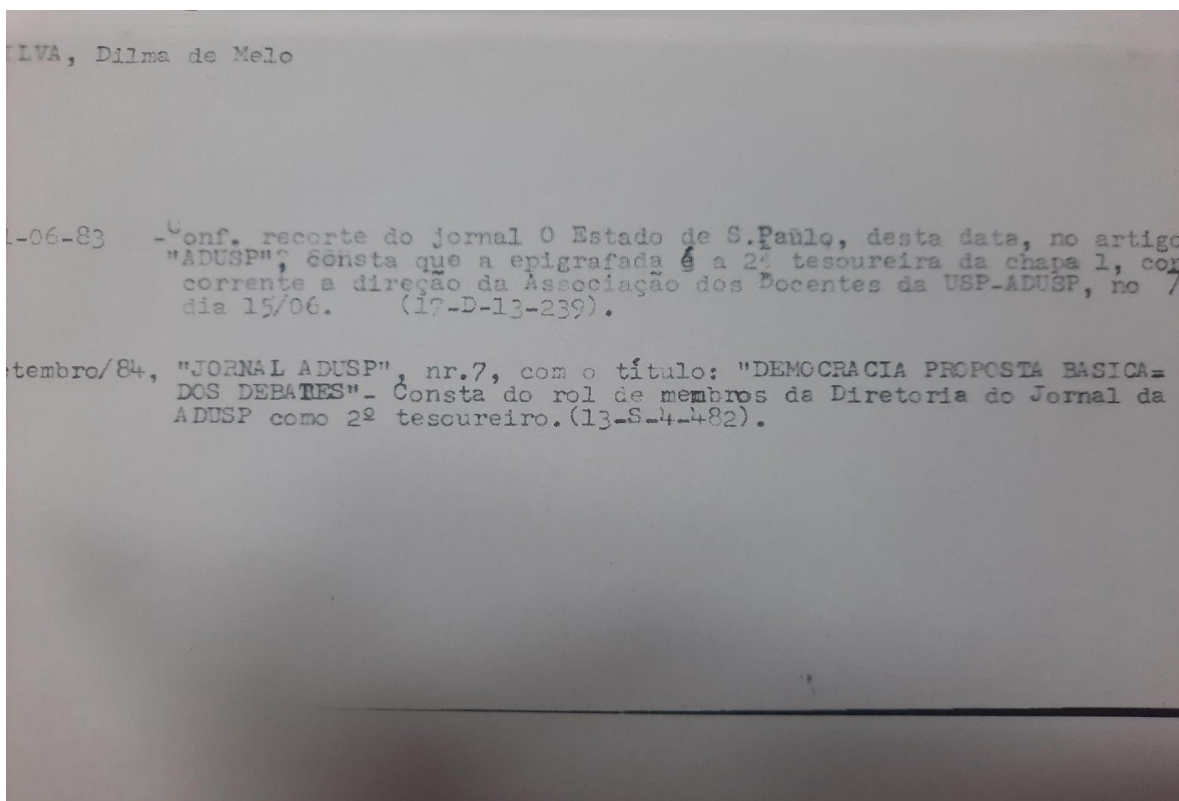 ILVA, Dilma de Melo
-06-83 -Conf. recorte do jornal O Estado de S.Paulo, desta data, no artigo
"ADUSP", consta que a epigrafada é a 2ª tesoureira da chapa 1, con
corrente a direção da Associação dos Docentes da USP-ADUSP, no /
dia 15/06. (17-D-13-239).
tembro/84, "JORNAL ADUSP", nr.7, com o título: "DEMOCRACIA PROPOSTA BASICA=
DOS DEBATES"- Consta do rol de membros da Diretoria do Jornal da
ADUSP como 2º tesoureiro.(13-S-4-482).